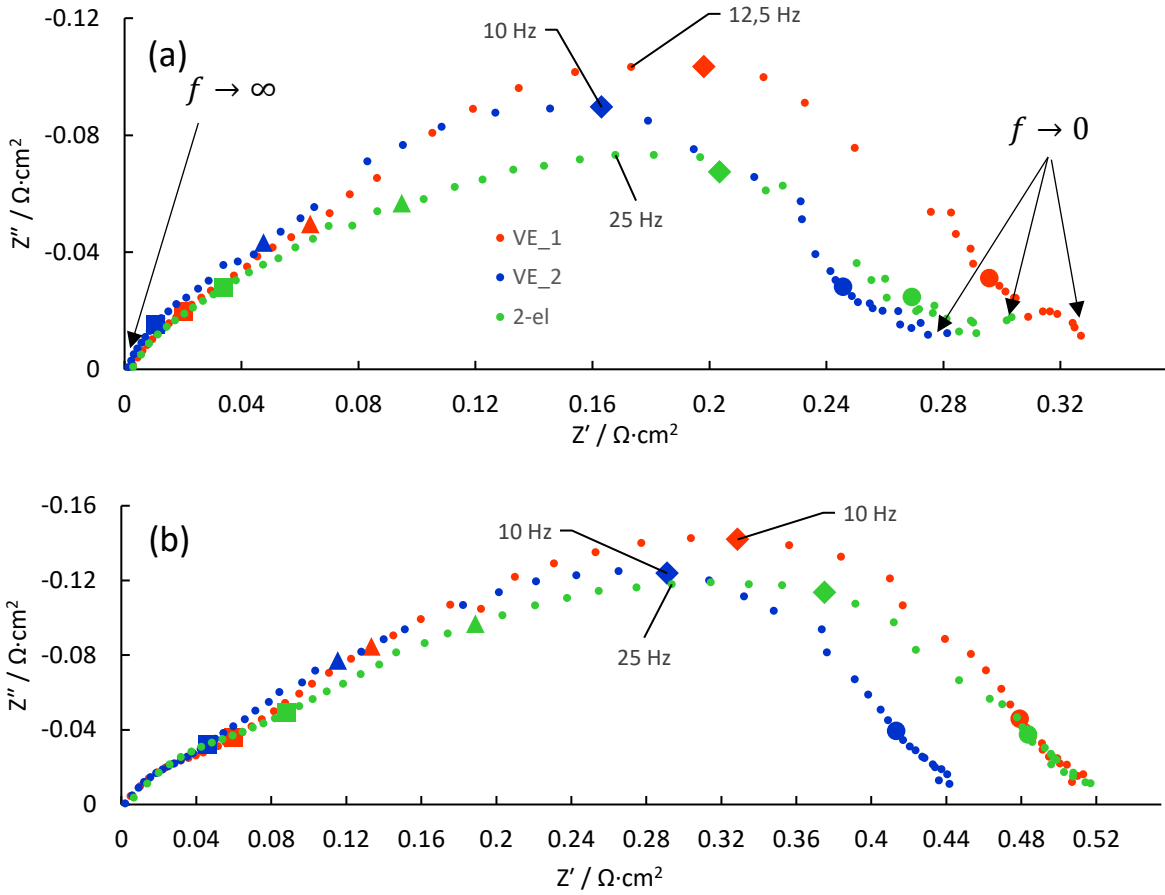 -0.12
-0.08
-0.04
0
Z″ / Ω·cm²
(a)
f → ∞
10 Hz
12,5 Hz
f → 0
25 Hz
VE_1
VE_2
2-el
0 0.04 0.08 0.12 0.16 0.2 0.24 0.28 0.32
Z′ / Ω·cm²
-0.16
-0.12
-0.08
-0.04
0
Z″ / Ω·cm²
(b)
10 Hz
10 Hz
25 Hz
0 0.04 0.08 0.12 0.16 0.2 0.24 0.28 0.32 0.36 0.4 0.44 0.48 0.52
Z′ / Ω·cm²